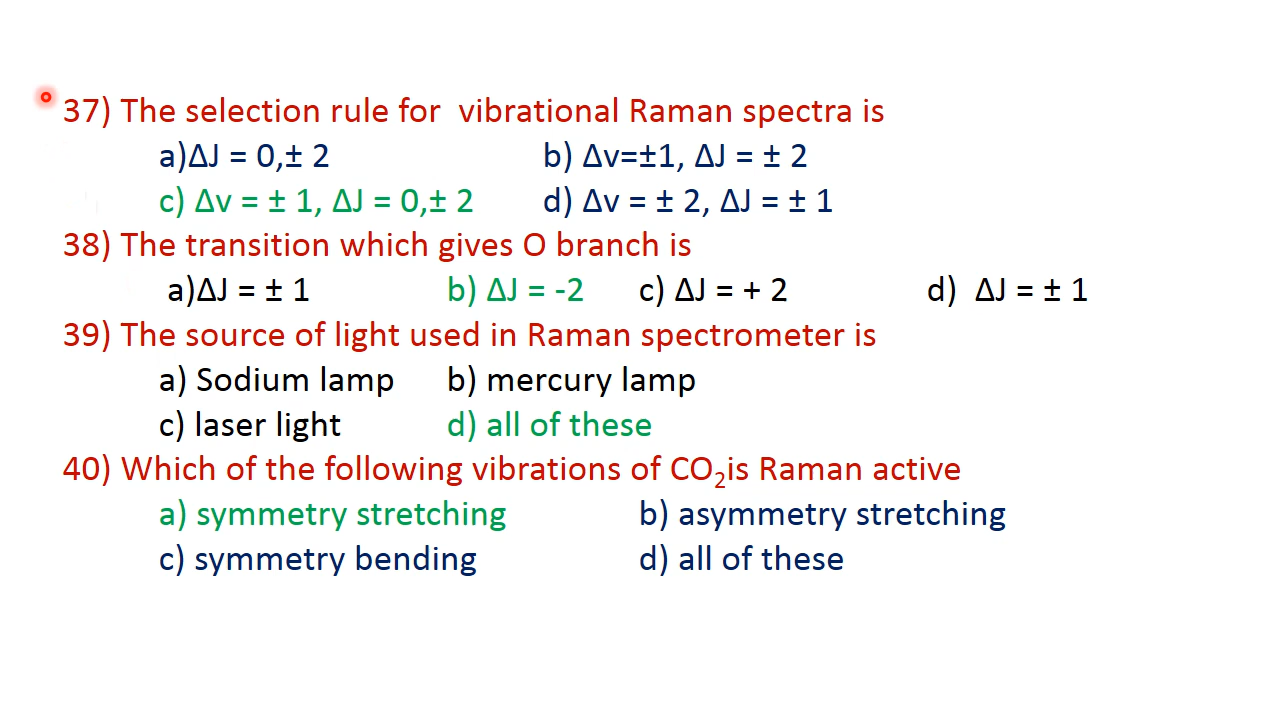 37) The selection rule for vibrational Raman spectra is
a)ΔJ = 0,± 2 b) Δv=±1, ΔJ = ± 2
c) Δv = ± 1, ΔJ = 0,± 2 d) Δv = ± 2, ΔJ = ± 1
38) The transition which gives O branch is
a)ΔJ = ± 1 b) ΔJ = -2 c) ΔJ = + 2 d) ΔJ = ± 1
39) The source of light used in Raman spectrometer is
a) Sodium lamp b) mercury lamp
c) laser light d) all of these
40) Which of the following vibrations of CO₂is Raman active
a) symmetry stretching b) asymmetry stretching
c) symmetry bending d) all of these